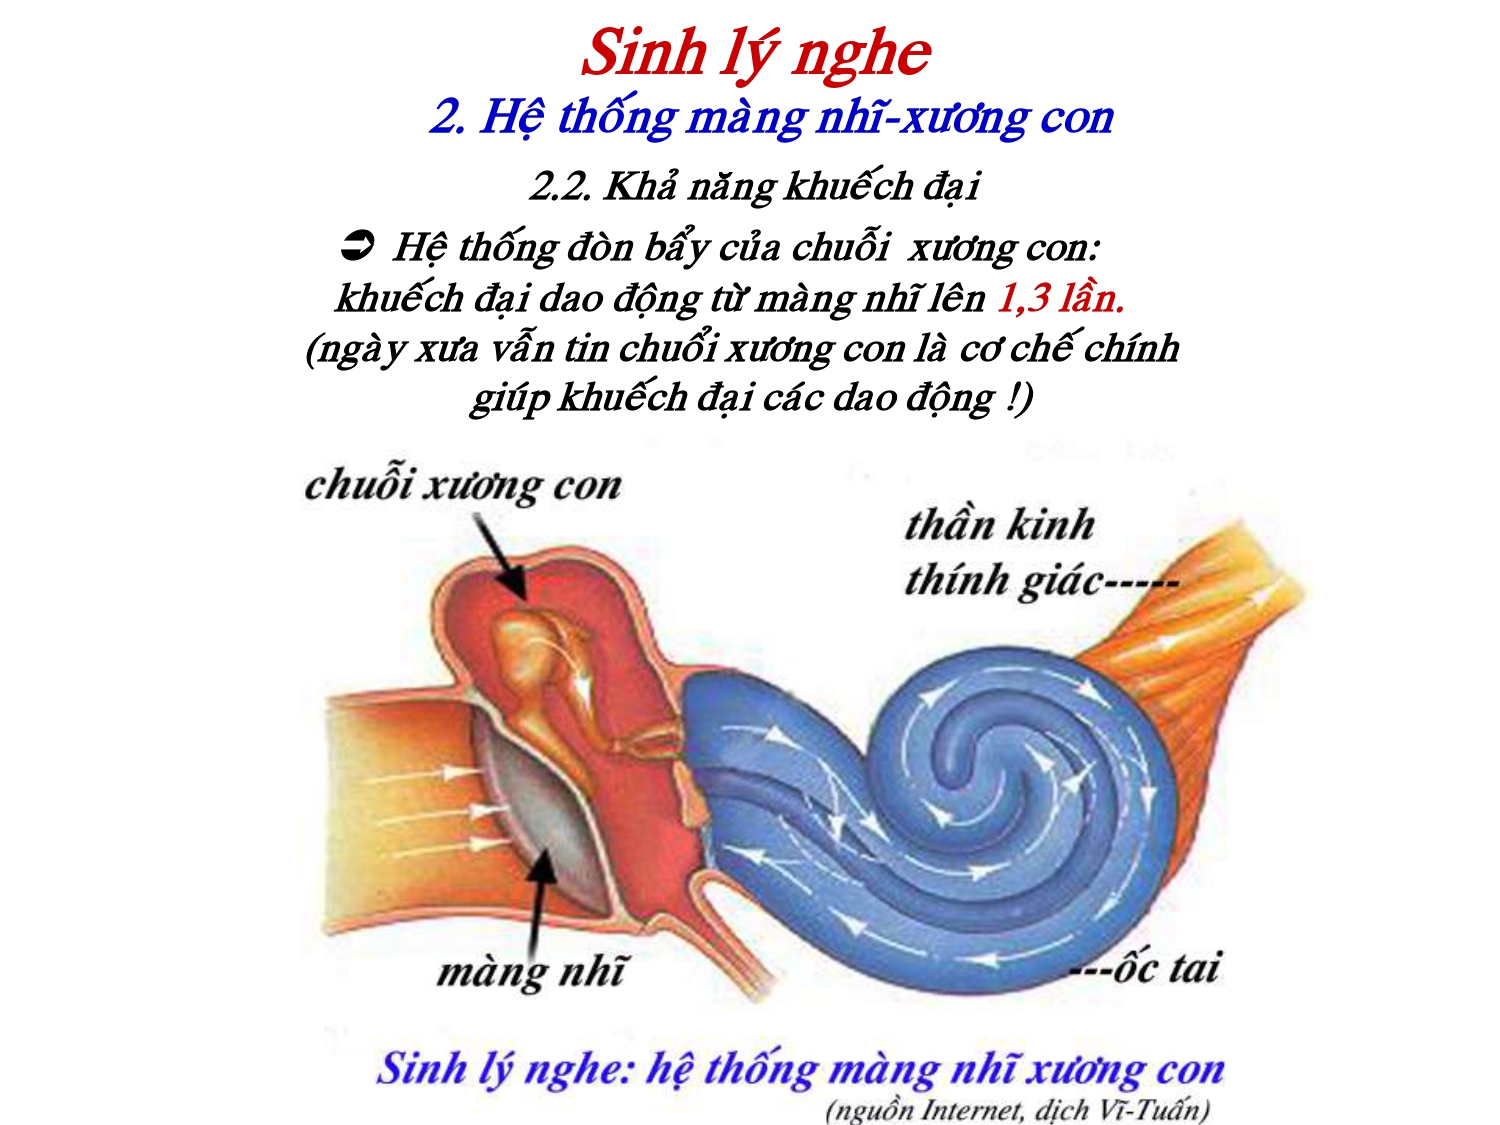 Sinh lý nghe
2. Hệ thống màng nhĩ-xương con
2.2. Khả năng khuếch đại
➲ Hệ thống đòn bẩy của chuỗi xương con:
khuếch đại dao động từ màng nhĩ lên 1,3 lần.
(ngày xưa vẫn tin chuổi xương con là cơ chế chính
giúp khuếch đại các dao động !)
chuỗi xương con
thần kinh
thính giác-----
màng nhĩ
---ốc tai
Sinh lý nghe: hệ thống màng nhĩ xương con
(nguồn Internet, dịch Vĩ-Tuấn)